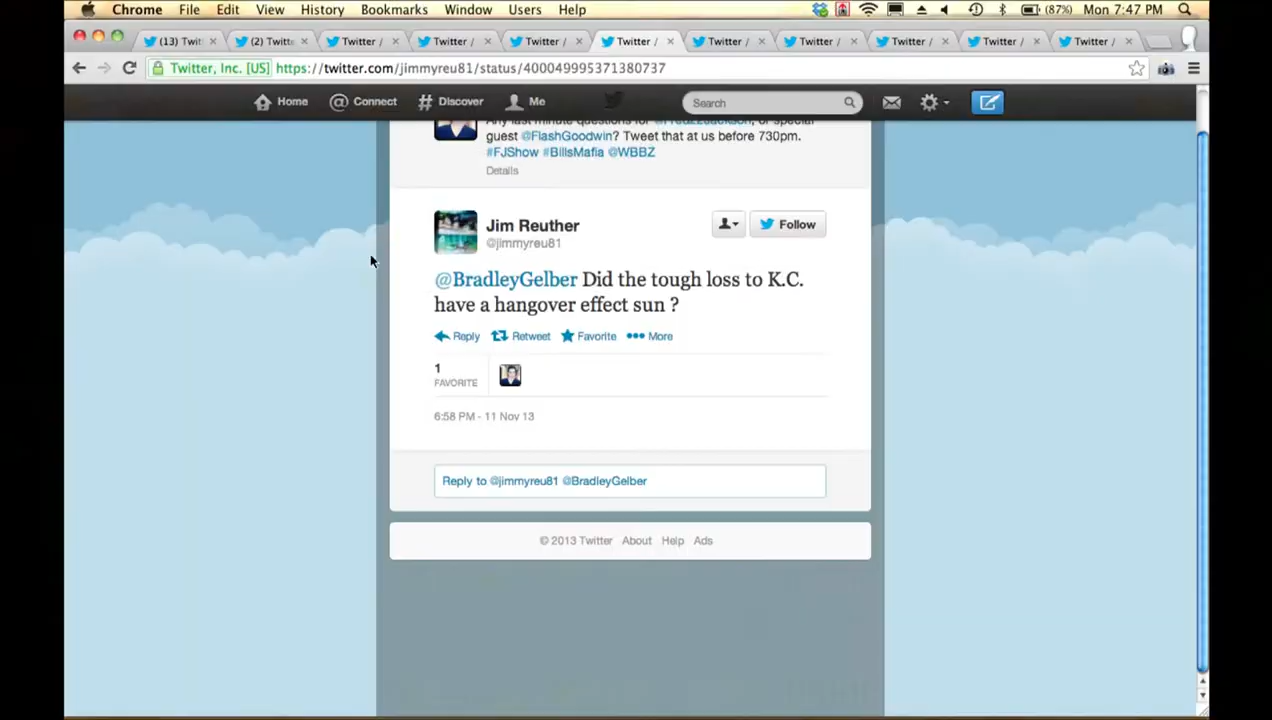 Chrome File Edit View History Bookmarks Window Users Help (87%) Mon 7:47 PM
(13) Twit (2) Twitt Twitter / Twitter / Twitter / Twitter / Twitter / Twitter / Twitter / Twitter / Twitter /
Twitter, Inc. [US] https://twitter.com/jimmyreu81/status/400049995371380737
Home @ Connect # Discover Me Search
Any last minute questions for @FredJackson, or special
guest @FlashGoodwin? Tweet that at us before 730pm.
#FJShow #BillsMafia @WBBZ
Details
Jim Reuther
@jimmyreu81
Follow
@BradleyGelber Did the tough loss to K.C.
have a hangover effect sun ?
Reply Retweet Favorite More
1
FAVORITE
6:58 PM - 11 Nov 13
Reply to @jimmyreu81 @BradleyGelber
© 2013 Twitter About Help Ads